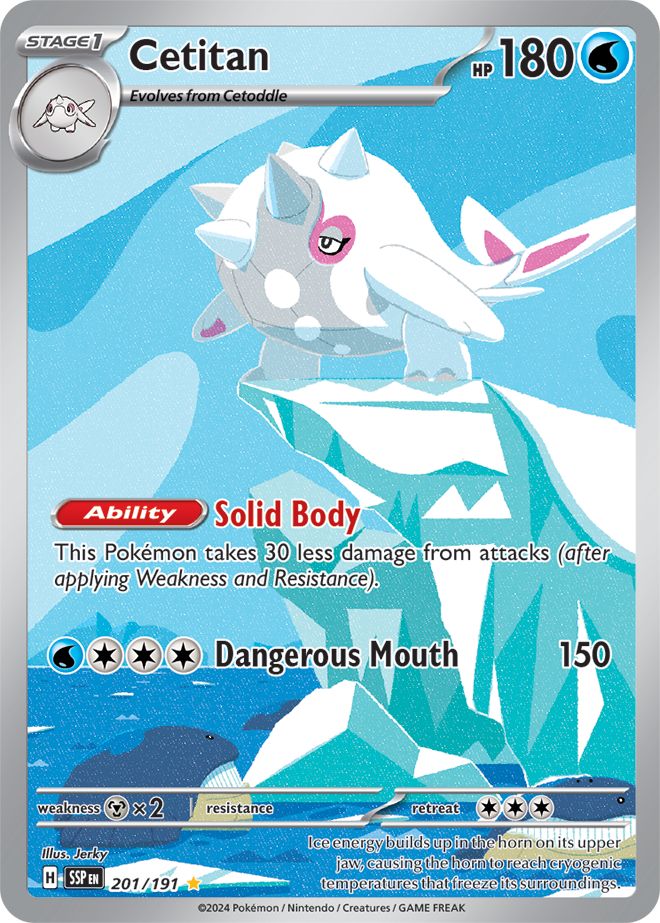 STAGE 1
Cetitan
HP 180
Evolves from Cetoddle
Ability Solid Body
This Pokémon takes 30 less damage from attacks (after
applying Weakness and Resistance).
Dangerous Mouth 150
weakness ×2 resistance retreat
Illus. Jerky
Ice energy builds up in the horn on its upper
jaw, causing the horn to reach cryogenic
temperatures that freeze its surroundings.
H SSP EN 201/191
©2024 Pokémon / Nintendo / Creatures / GAME FREAK